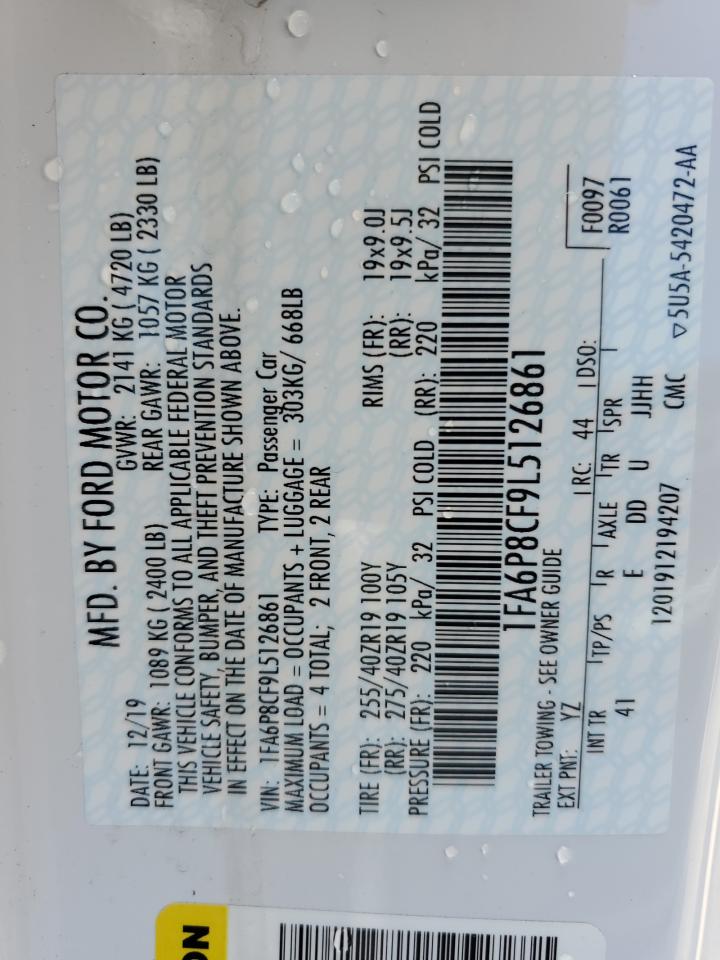 MFD. BY FORD MOTOR CO.
DATE: 12/19 GVWR: 2141 KG ( 4720 LB)
FRONT GAWR: 1089 KG ( 2400 LB) REAR GAWR: 1057 KG ( 2330 LB)
THIS VEHICLE CONFORMS TO ALL APPLICABLE FEDERAL MOTOR
VEHICLE SAFETY, BUMPER, AND THEFT PREVENTION STANDARDS
IN EFFECT ON THE DATE OF MANUFACTURE SHOWN ABOVE.
VIN: 1FA6P8CF9L5126861 TYPE: Passenger Car
MAXIMUM LOAD = OCCUPANTS + LUGGAGE = 303KG/ 668LB
OCCUPANTS = 4 TOTAL; 2 FRONT, 2 REAR
TIRE (FR): 255/40ZR19 100Y RIMS (FR): 19x9.0J
(RR): 275/40ZR19 105Y (RR): 19x9.5J
PRESSURE (FR): 220 kPa/ 32 PSI COLD (RR): 220 kPa/ 32 PSI COLD
1FA6P8CF9L5126861
TRAILER TOWING - SEE OWNER GUIDE
EXT PNT: YZ RC: 44 DSO: F0097
INT TR TP/PS R AXLE TR SPR R0061
41 E DD U JJHH
1201912194207 CMC ▽5U5A-5420472-AA
ON